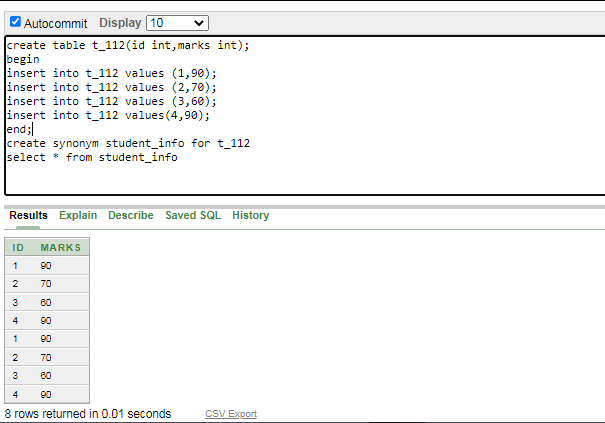 Autocommit Display 10
create table t_112(id int,marks int);
begin
insert into t_112 values (1,90);
insert into t_112 values (2,70);
insert into t_112 values (3,60);
insert into t_112 values(4,90);
end;
create synonym student_info for t_112
select * from student_info
Results Explain Describe Saved SQL History
ID MARKS
1 90
2 70
3 60
4 90
1 90
2 70
3 60
4 90
8 rows returned in 0.01 seconds CSV Export